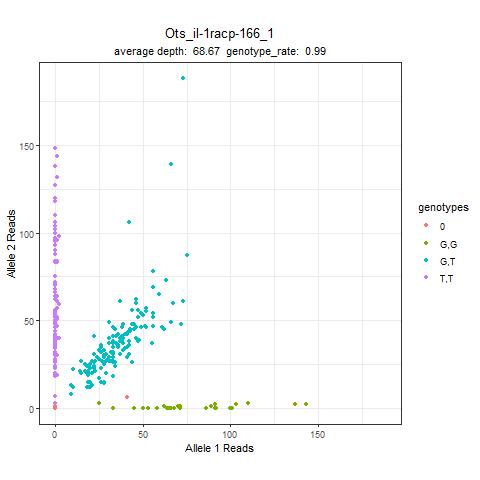 Ots_il-1racp-166_1
average depth: 68.67 genotype_rate: 0.99
Allele 2 Reads
150
100
50
0
0
50
100
150
Allele 1 Reads
genotypes
0
G,G
G,T
T,T